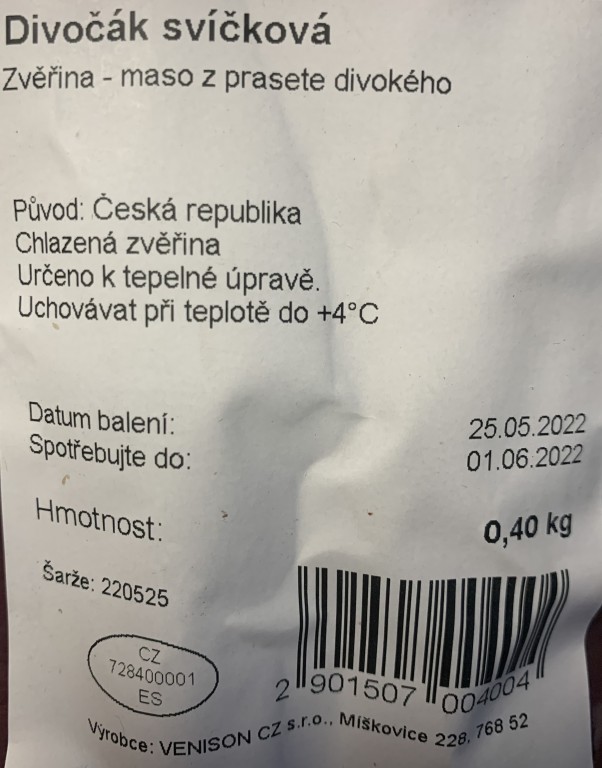 Divočák svíčková
Zvěřina - maso z prasete divokého
Původ: Česká republika
Chlazená zvěřina
Určeno k tepelné úpravě.
Uchovávat při teplotě do +4°C
Datum balení: 25.05.2022
Spotřebujte do: 01.06.2022
Hmotnost: 0,40 kg
Šarže: 220525
CZ
728400001
ES
2 901507 004004
Výrobce: VENISON CZ s.r.o., Míškovice 228, 768 52